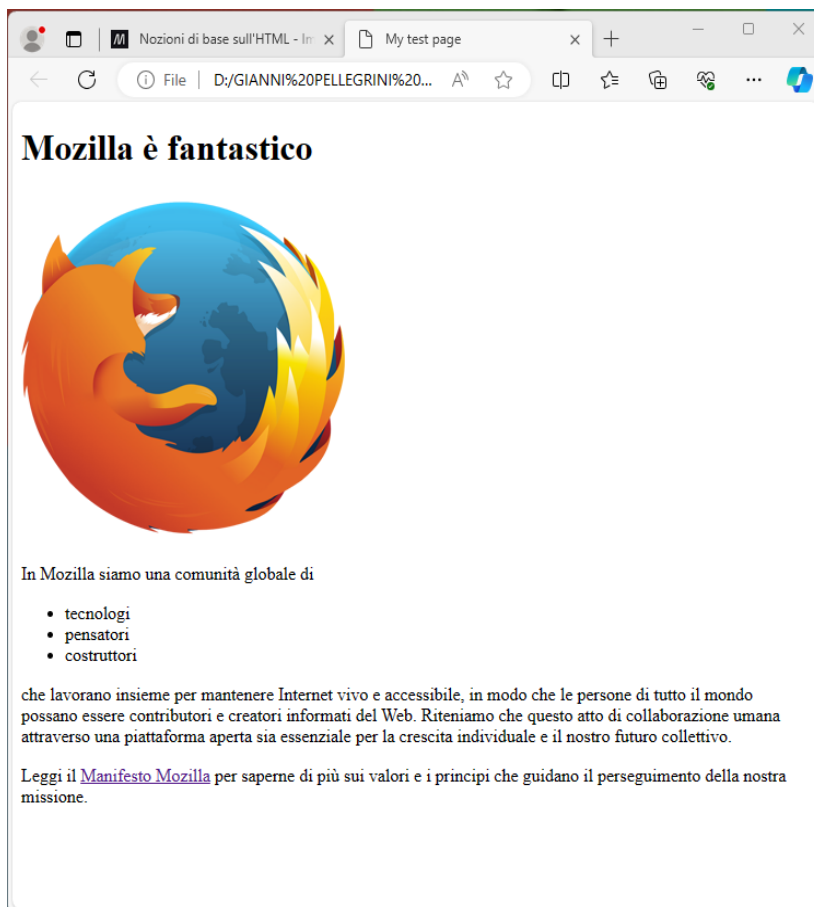 Nozioni di base sull'HTML - Im
My test page
File
D:/GIANNI%20PELLEGRINI%20...
Mozilla è fantastico
In Mozilla siamo una comunità globale di
• tecnologi
• pensatori
• costruttori
che lavorano insieme per mantenere Internet vivo e accessibile, in modo che le persone di tutto il mondo
possano essere contributori e creatori informati del Web. Riteniamo che questo atto di collaborazione umana
attraverso una piattaforma aperta sia essenziale per la crescita individuale e il nostro futuro collettivo.
Leggi il Manifesto Mozilla per saperne di più sui valori e i principi che guidano il perseguimento della nostra
missione.